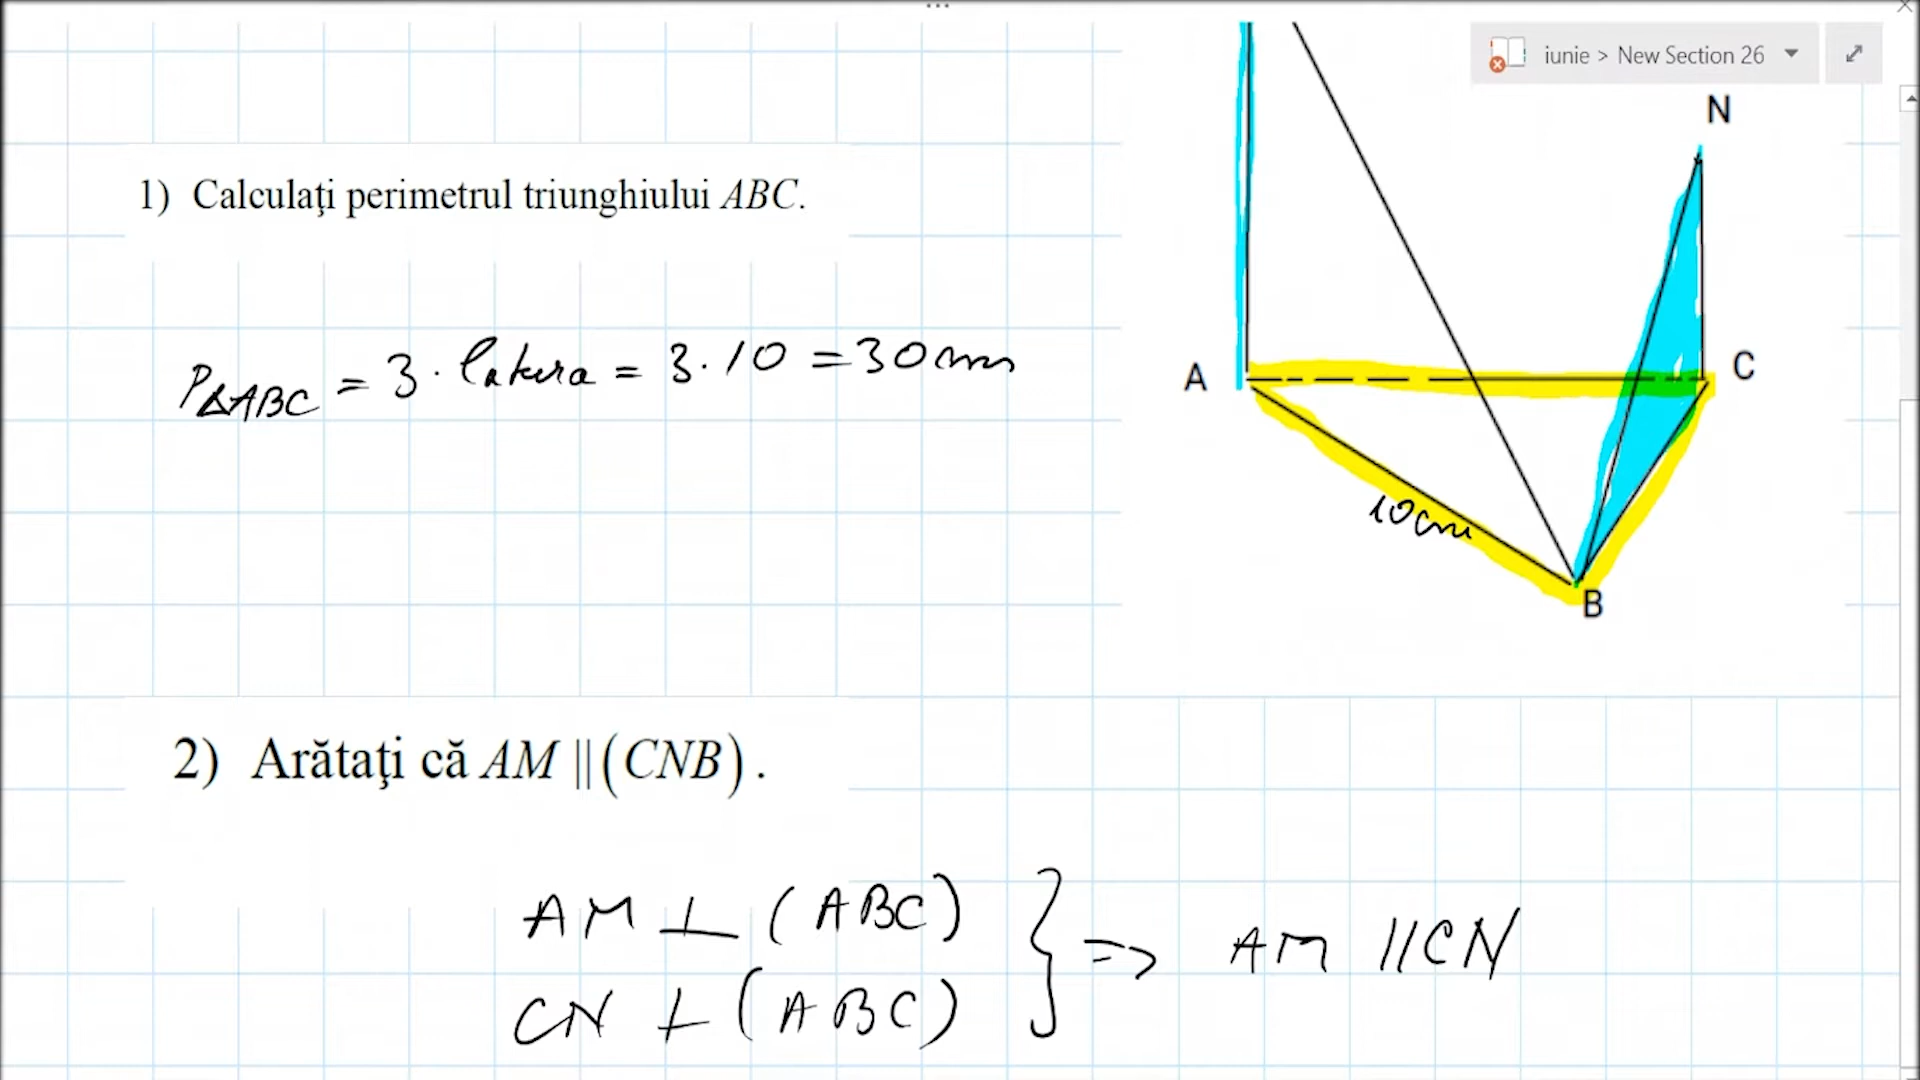 ...
iunie > New Section 26
N
1) Calculaţi perimetrul triunghiului ABC.
P△ABC = 3 · latura = 3 · 10 = 30cm
A
C
10cm
B
2) Arătaţi că AM || (CNB).
AM ⊥ (ABC)
CN ⊥ (ABC)
} => AM // CN